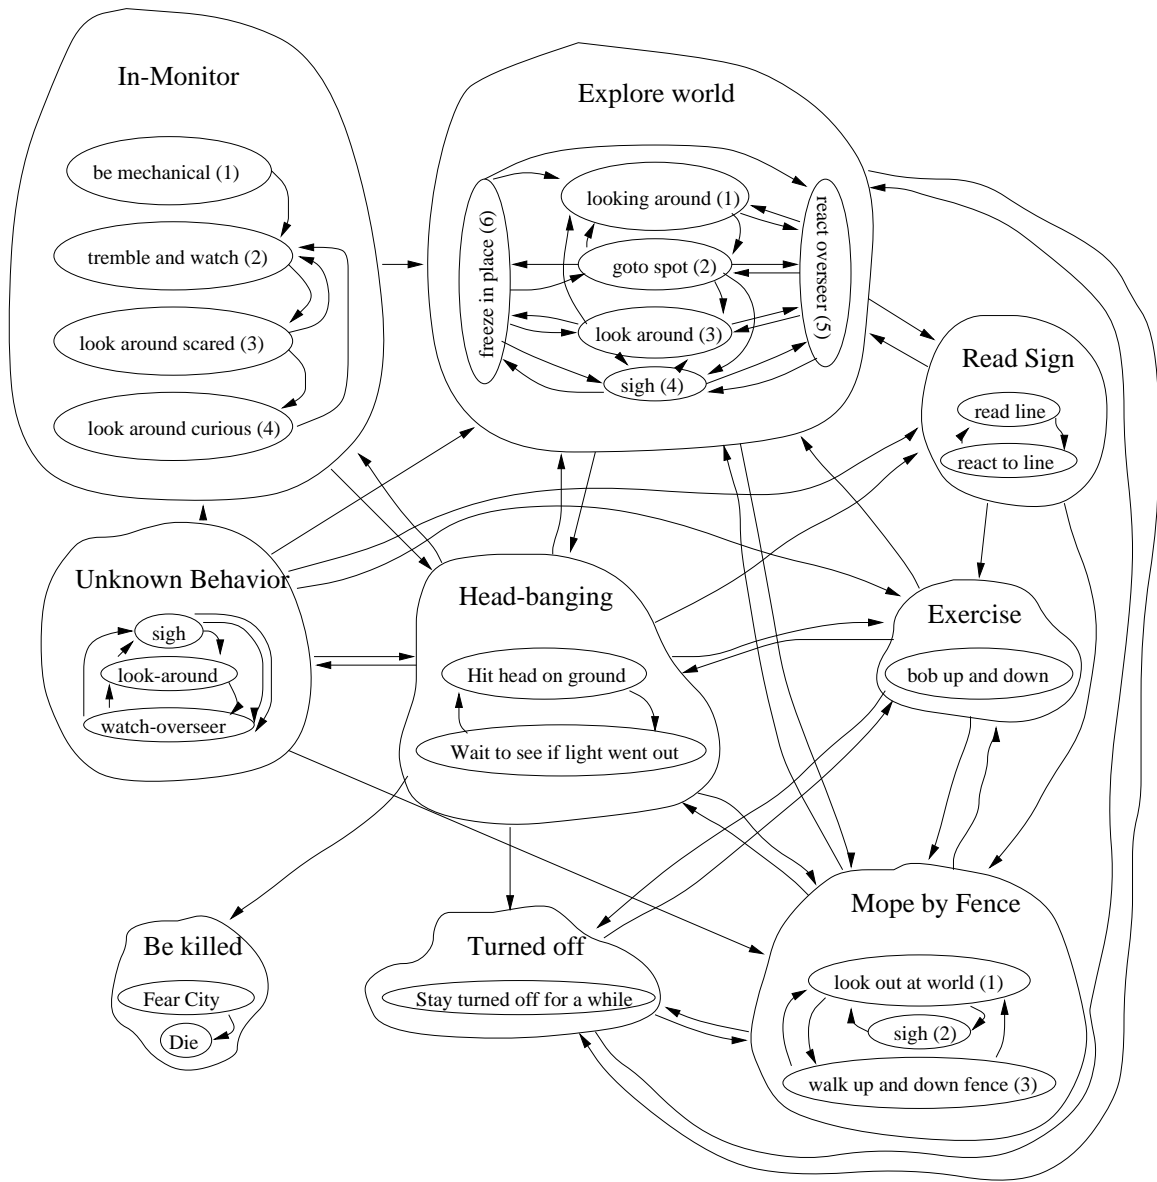 In-Monitor
be mechanical (1)
tremble and watch (2)
look around scared (3)
look around curious (4)
Explore world
freeze in place (6)
looking around (1)
goto spot (2)
look around (3)
sigh (4)
react overseer (5)
Read Sign
read line
react to line
Unknown Behavior
sigh
look-around
watch-overseer
Head-banging
Hit head on ground
Wait to see if light went out
Exercise
bob up and down
Be killed
Fear City
Die
Turned off
Stay turned off for a while
Mope by Fence
look out at world (1)
sigh (2)
walk up and down fence (3)